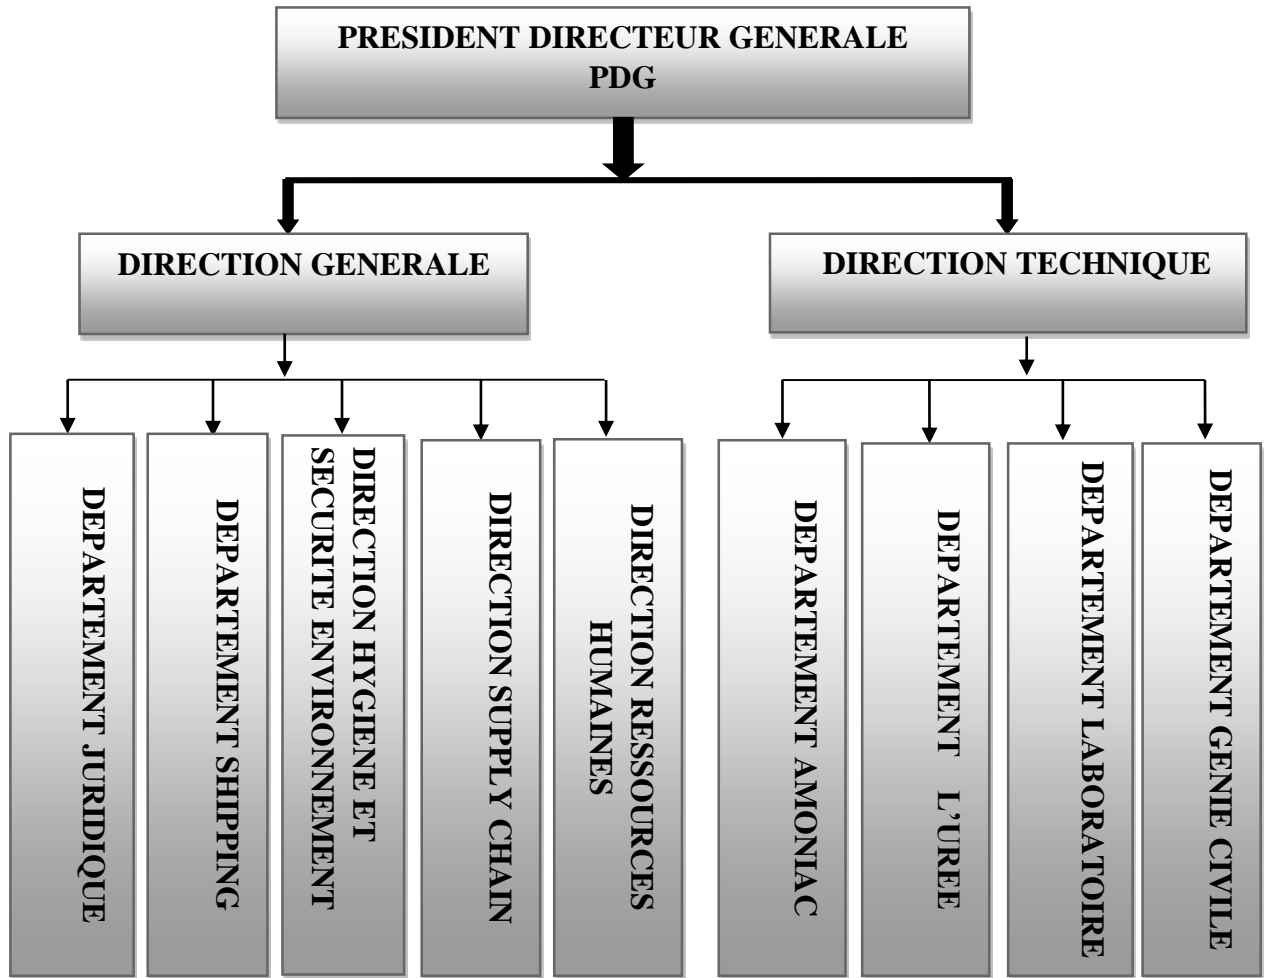 PRESIDENT DIRECTEUR GENERALE
PDG
DIRECTION GENERALE
DIRECTION TECHNIQUE
DEPARTEMENT JURIDIQUE
DEPARTEMENT SHIPPING
DIRECTION HYGIENE ET
SECURITE ENVIRONNEMENT
DIRECTION SUPPLY CHAIN
DIRECTION RESSOURCES
HUMAINES
DEPARTEMENT AMONIAC
DEPARTEMENT L’UREE
DEPARTEMENT LABORATOIRE
DEPARTEMENT GENIE CIVILE